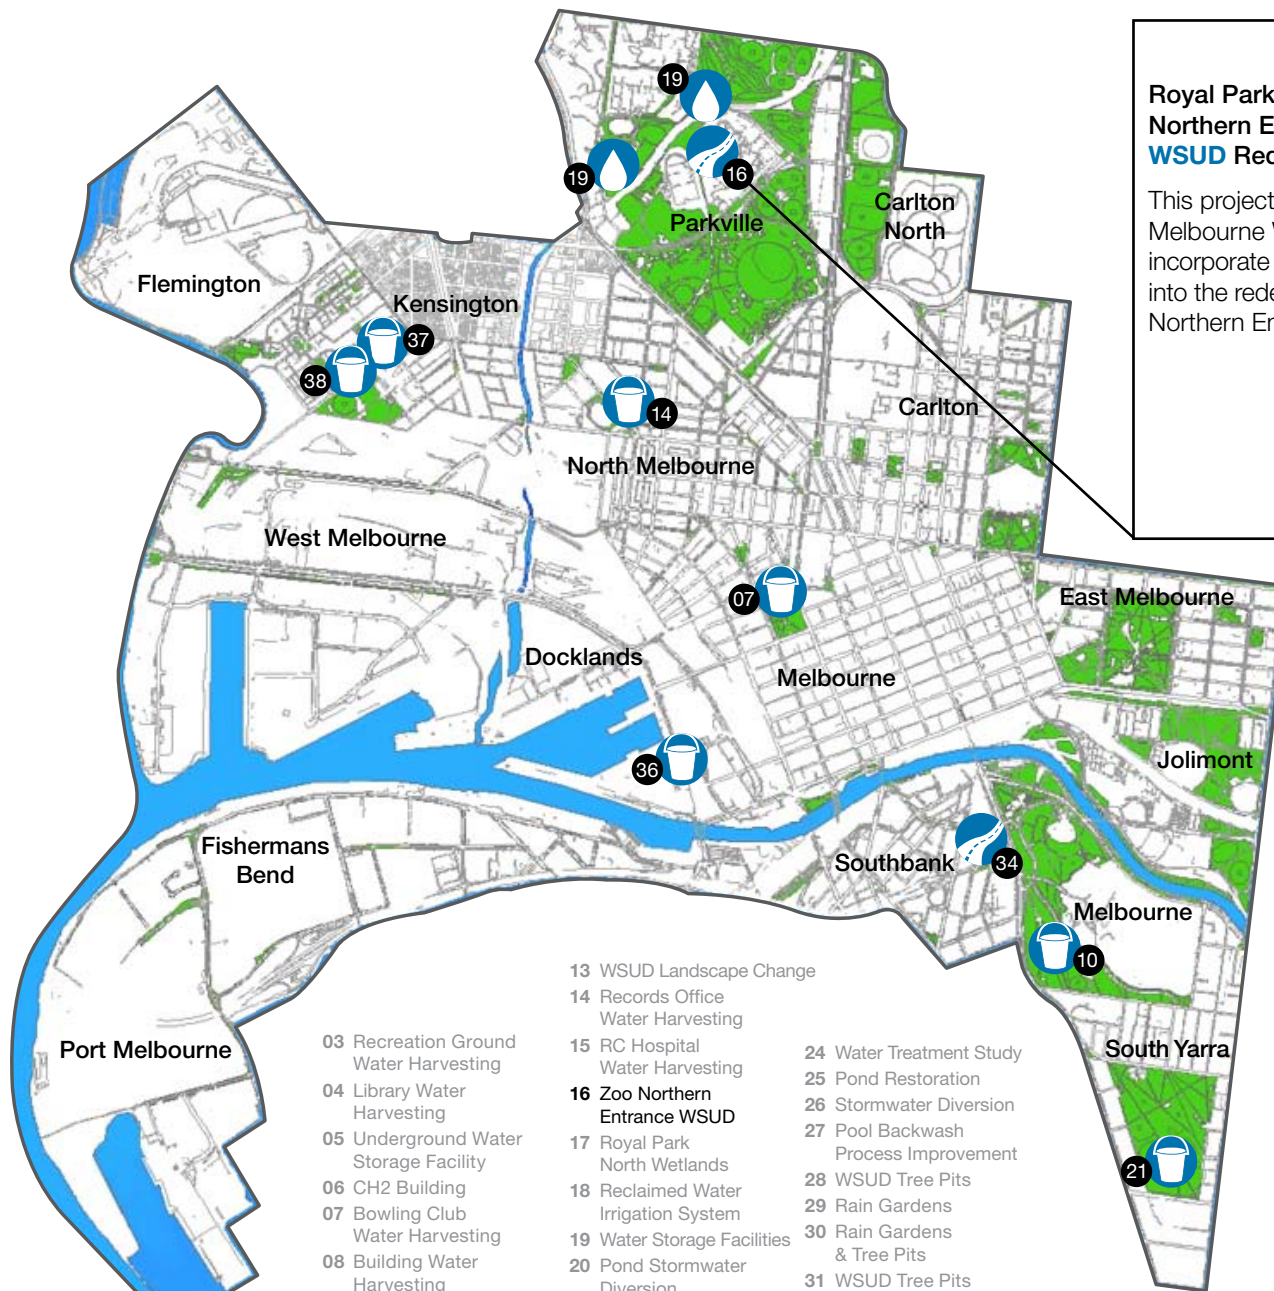 19
19
16
Royal Park
Northern E
WSUD Rec
This project
Melbourne W
incorporate
into the rede
Northern En
Carlton
North
Parkville
Flemington
Kensington
37
38
14
Carlton
North Melbourne
West Melbourne
07
East Melbourne
Docklands
Melbourne
36
Jolimont
Fishermans
Bend
Southbank
34
Melbourne
10
Port Melbourne
South Yarra
21
03 Recreation Ground
Water Harvesting
04 Library Water
Harvesting
05 Underground Water
Storage Facility
06 CH2 Building
07 Bowling Club
Water Harvesting
08 Building Water
Harvesting
13 WSUD Landscape Change
14 Records Office
Water Harvesting
15 RC Hospital
Water Harvesting
16 Zoo Northern
Entrance WSUD
17 Royal Park
North Wetlands
18 Reclaimed Water
Irrigation System
19 Water Storage Facilities
20 Pond Stormwater
Diversion
24 Water Treatment Study
25 Pond Restoration
26 Stormwater Diversion
27 Pool Backwash
Process Improvement
28 WSUD Tree Pits
29 Rain Gardens
30 Rain Gardens
& Tree Pits
31 WSUD Tree Pits